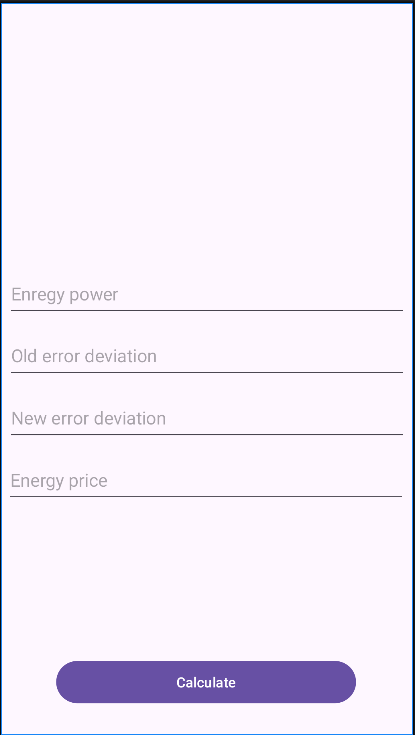 Enregy power
Old error deviation
New error deviation
Energy price
Calculate